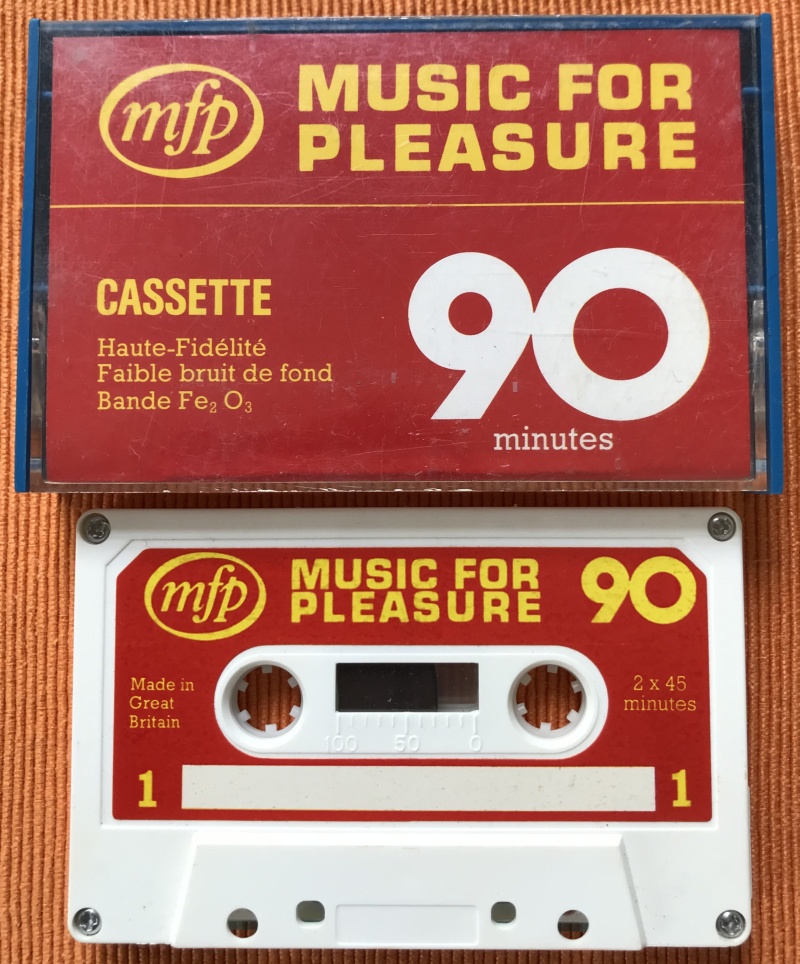 mfp
MUSIC FOR
PLEASURE
CASSETTE
Haute-Fidélité
Faible bruit de fond
Bande Fe₂ O₃
90
minutes
mfp
MUSIC FOR
PLEASURE
90
Made in
Great
Britain
2 x 45
minutes
100 50 0
1 1